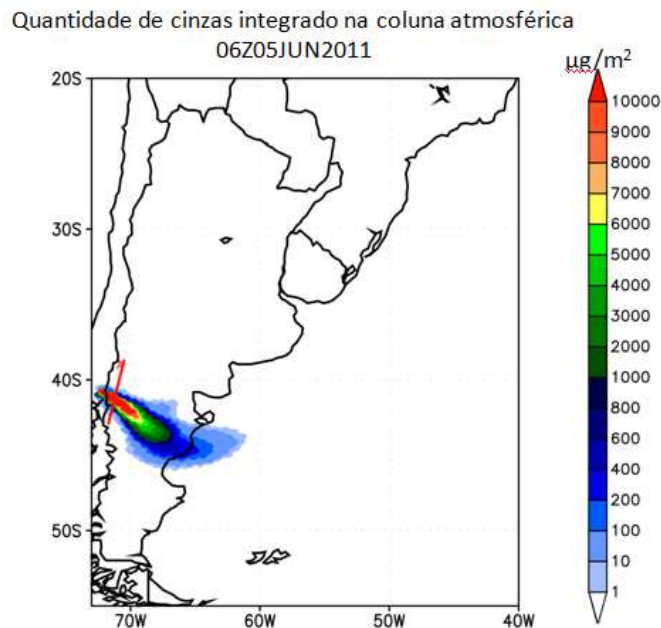 Quantidade de cinzas integrado na coluna atmosférica
06Z05JUN2011
µg/m²
20S
30S
40S
50S
70W
60W
50W
40W
10000
9000
8000
7000
6000
5000
4000
3000
2000
1000
800
600
400
200
100
10
1